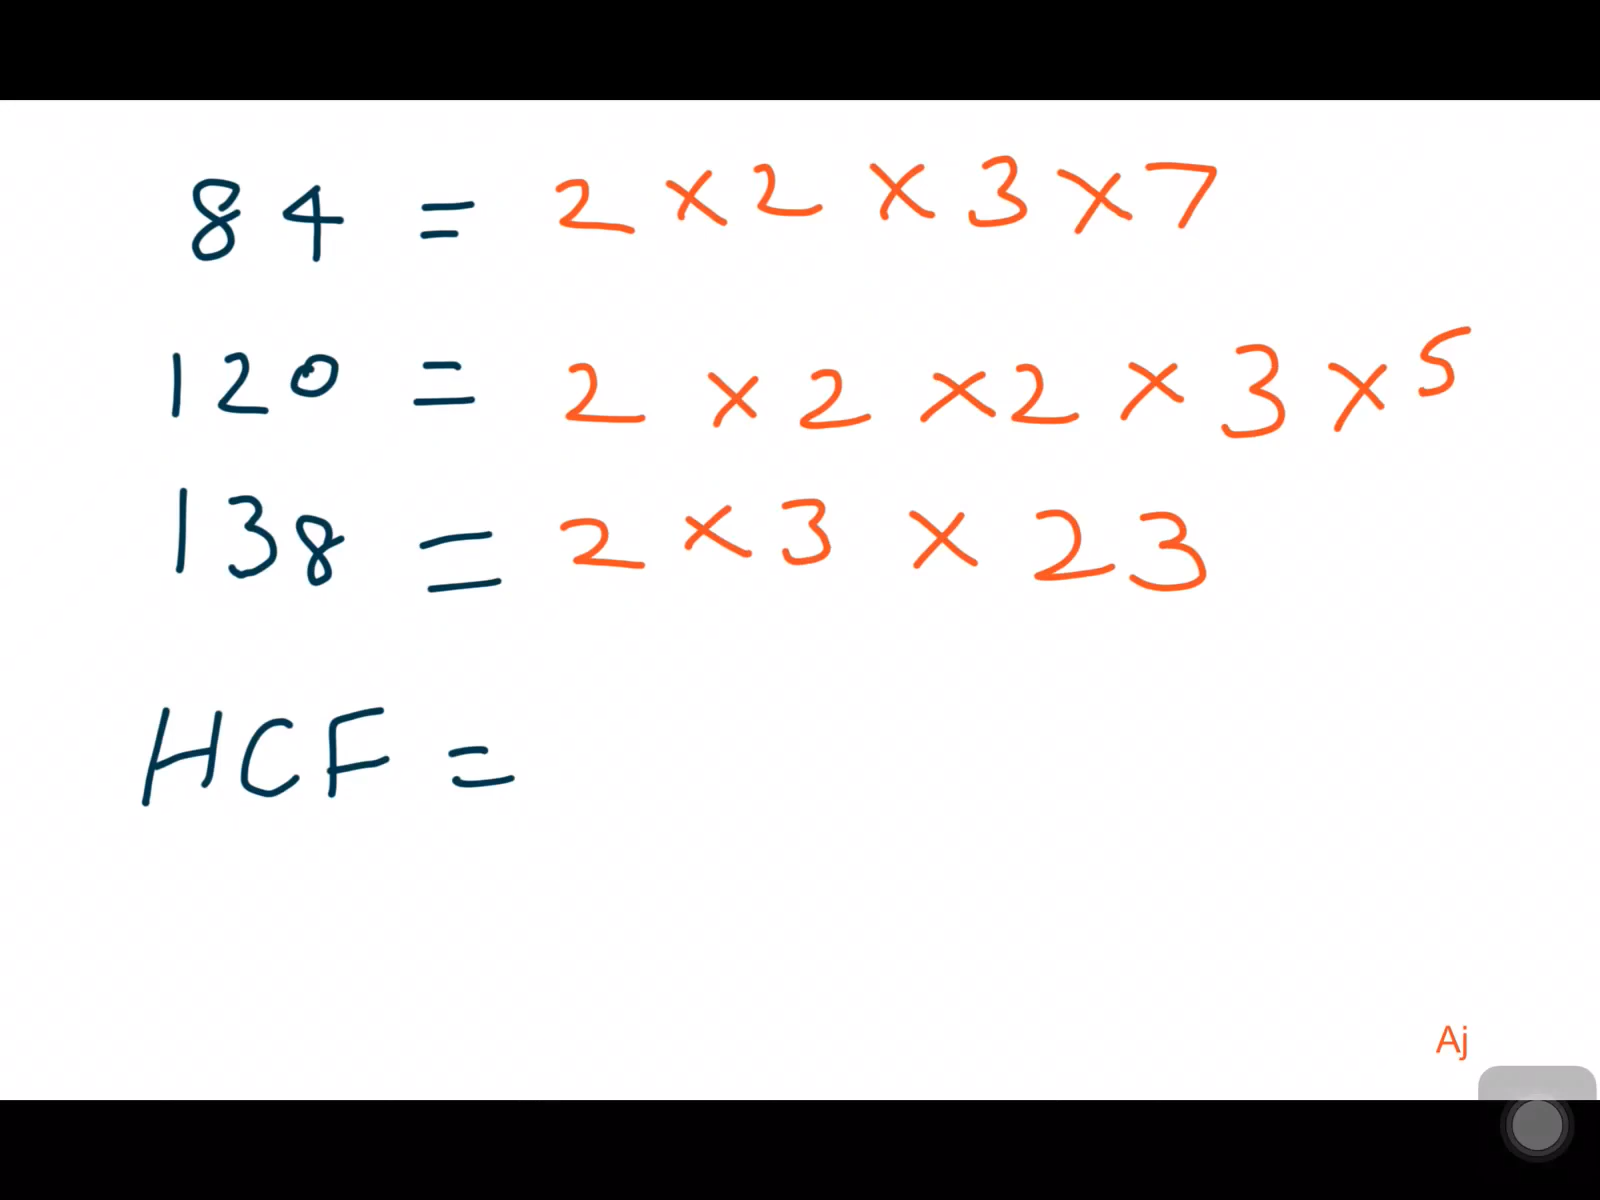 84 = 2 × 2 × 3 × 7
120 = 2 × 2 × 2 × 3 × 5
138 = 2 × 3 × 23
HCF =
Aj